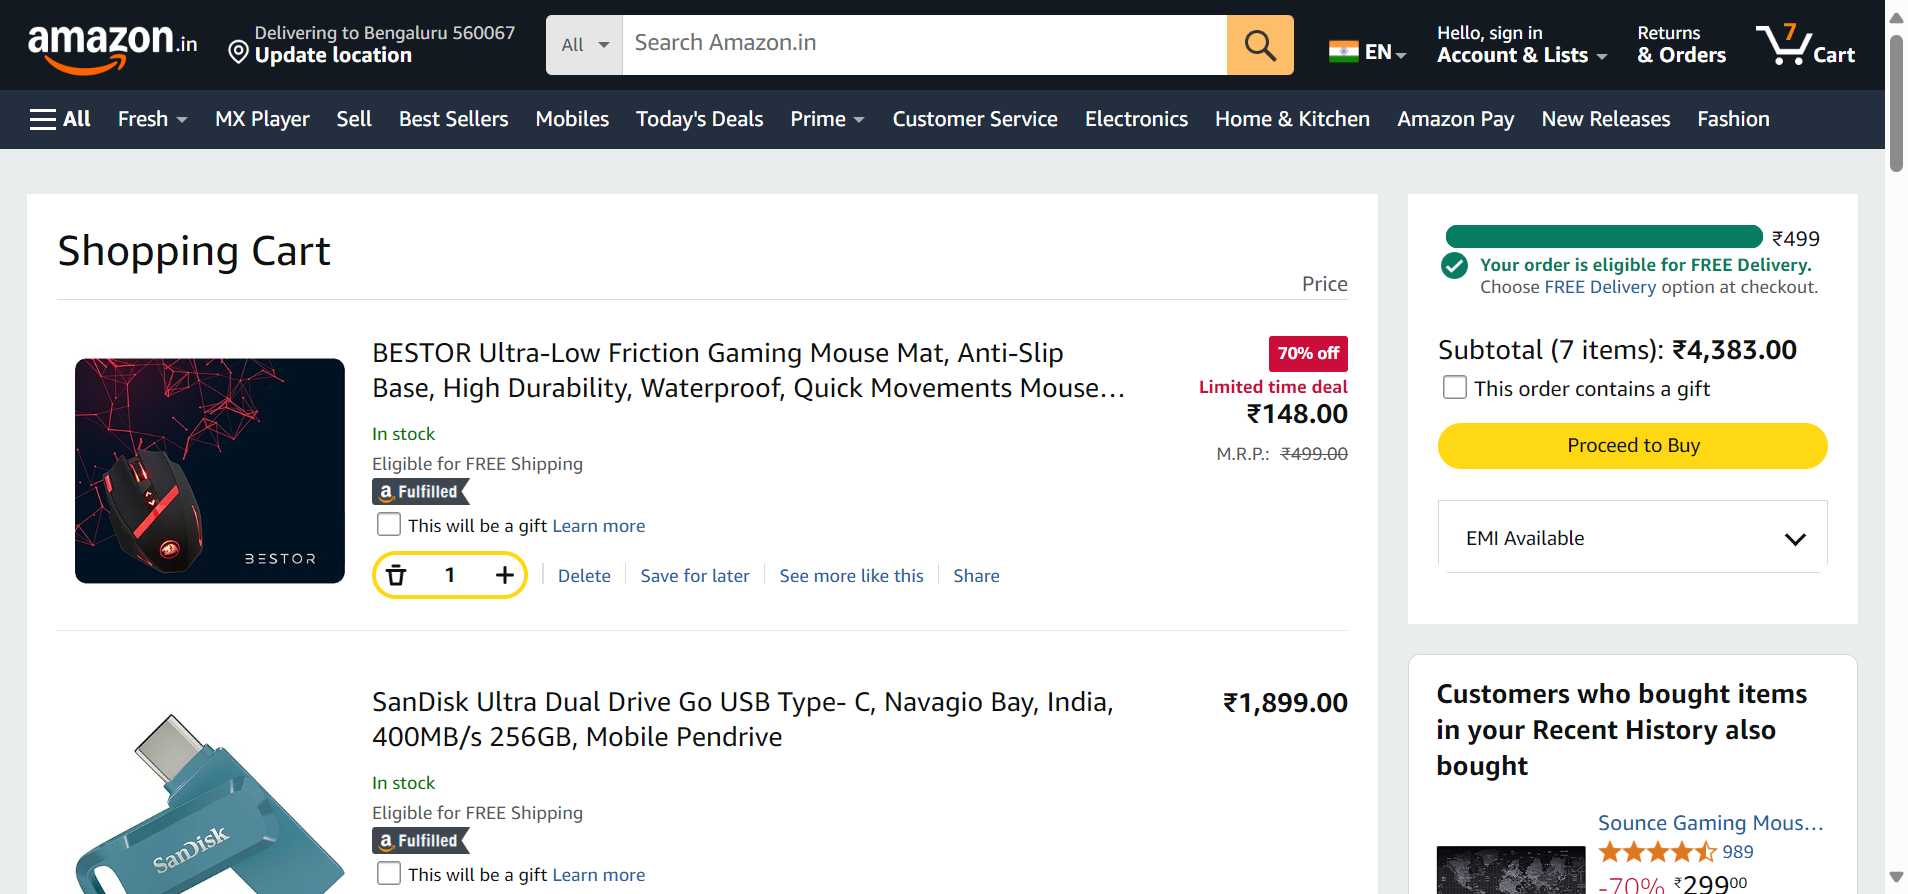 amazon.in
Delivering to Bengaluru 560067
Update location
All
Search Amazon.in
EN
Hello, sign in
Account & Lists
Returns
& Orders
7
Cart
All
Fresh
MX Player
Sell
Best Sellers
Mobiles
Today's Deals
Prime
Customer Service
Electronics
Home & Kitchen
Amazon Pay
New Releases
Fashion
Shopping Cart
Price
BESTOR Ultra-Low Friction Gaming Mouse Mat, Anti-Slip
Base, High Durability, Waterproof, Quick Movements Mouse…
In stock
Eligible for FREE Shipping
a Fulfilled
This will be a gift Learn more
1
Delete
Save for later
See more like this
Share
70% off
Limited time deal
₹148.00
M.R.P.: ₹499.00
BESTOR
SanDisk Ultra Dual Drive Go USB Type- C, Navagio Bay, India,
400MB/s 256GB, Mobile Pendrive
₹1,899.00
In stock
Eligible for FREE Shipping
a Fulfilled
This will be a gift Learn more
SanDisk
₹499
Your order is eligible for FREE Delivery.
Choose FREE Delivery option at checkout.
Subtotal (7 items): ₹4,383.00
This order contains a gift
Proceed to Buy
EMI Available
Customers who bought items
in your Recent History also
bought
Sounce Gaming Mous…
989
-70% ₹29900